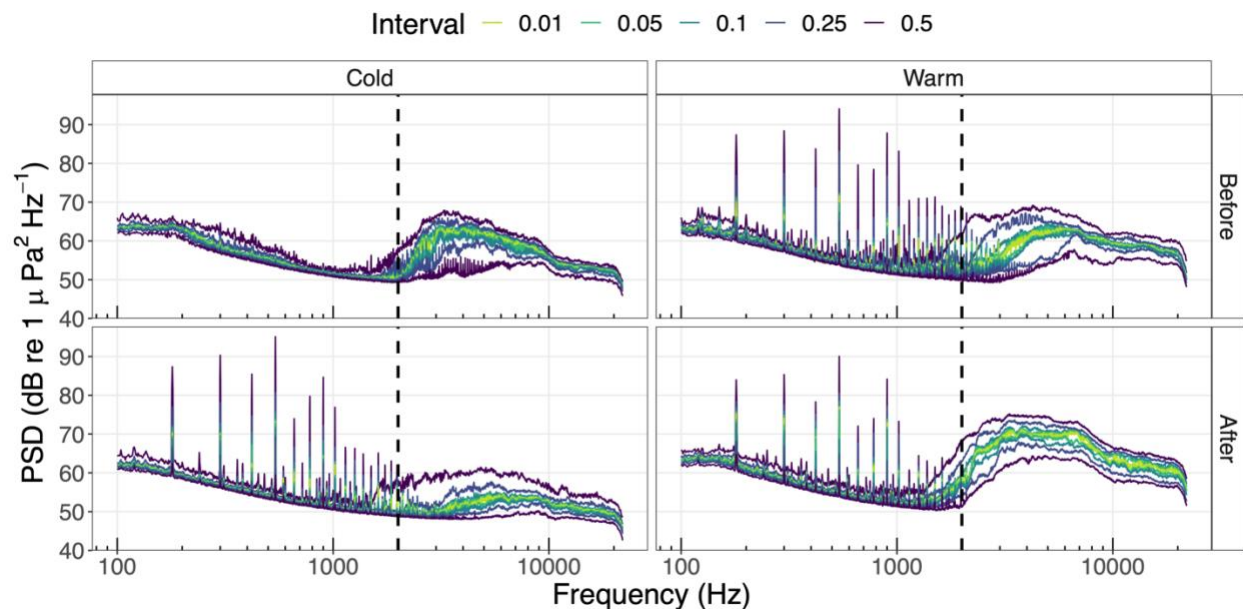 Interval 0.01 0.05 0.1 0.25 0.5
Cold Warm
90
80
70
60
50
40
Before
90
80
70
60
50
40
After
PSD (dB re 1 μ Pa² Hz⁻¹)
100 1000 10000 100 1000 10000
Frequency (Hz)